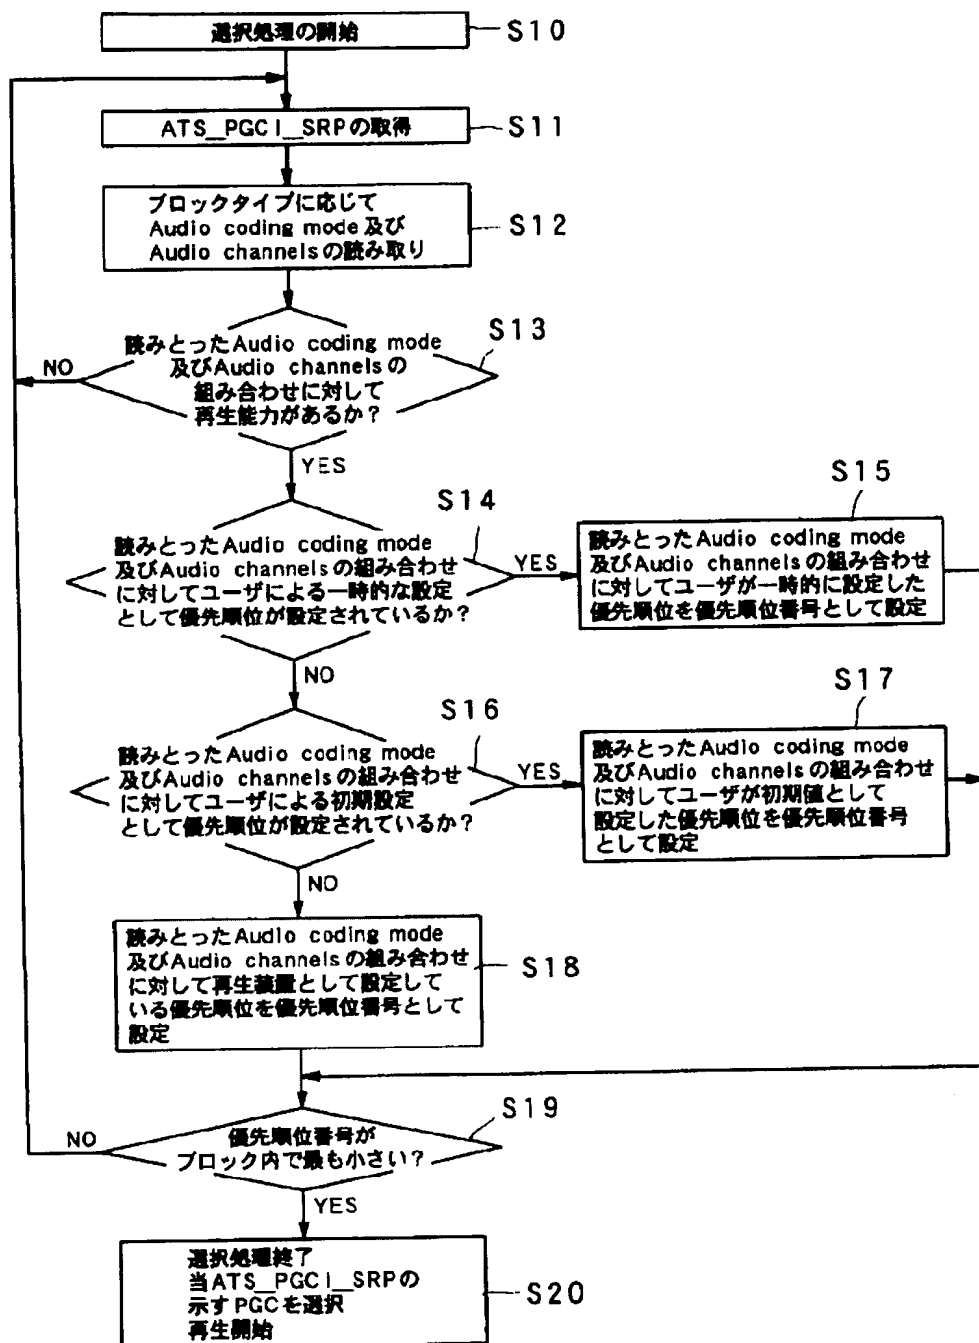 選択処理の開始
S10
ATS_PGCI_SRPの取得
S11
ブロックタイプに応じて
Audio coding mode及び
Audio channelsの読み取り
S12
S13
読みとったAudio coding mode
及びAudio channelsの
組み合わせに対して
再生能力があるか?
NO
YES
S14
読みとったAudio coding mode
及びAudio channelsの組み合わせ
に対してユーザによる一時的な設定
として優先順位が設定されているか?
YES
NO
S15
読みとったAudio coding mode
及びAudio channelsの組み合わせ
に対してユーザが一時的に設定した
優先順位を優先順位番号として設定
S16
読みとったAudio coding mode
及びAudio channelsの組み合わせ
に対してユーザによる初期設定
として優先順位が設定されているか?
YES
NO
S17
読みとったAudio coding mode
及びAudio channelsの組み合わせ
に対してユーザが初期値として
設定した優先順位を優先順位番号
として設定
読みとったAudio coding mode
及びAudio channelsの組み合わせ
に対して再生装置として設定して
いる優先順位を優先順位番号として
設定
S18
S19
優先順位番号が
ブロック内で最も小さい?
NO
YES
選択処理終了
当ATS_PGCI_SRPの
示すPGCを選択
再生開始
S20